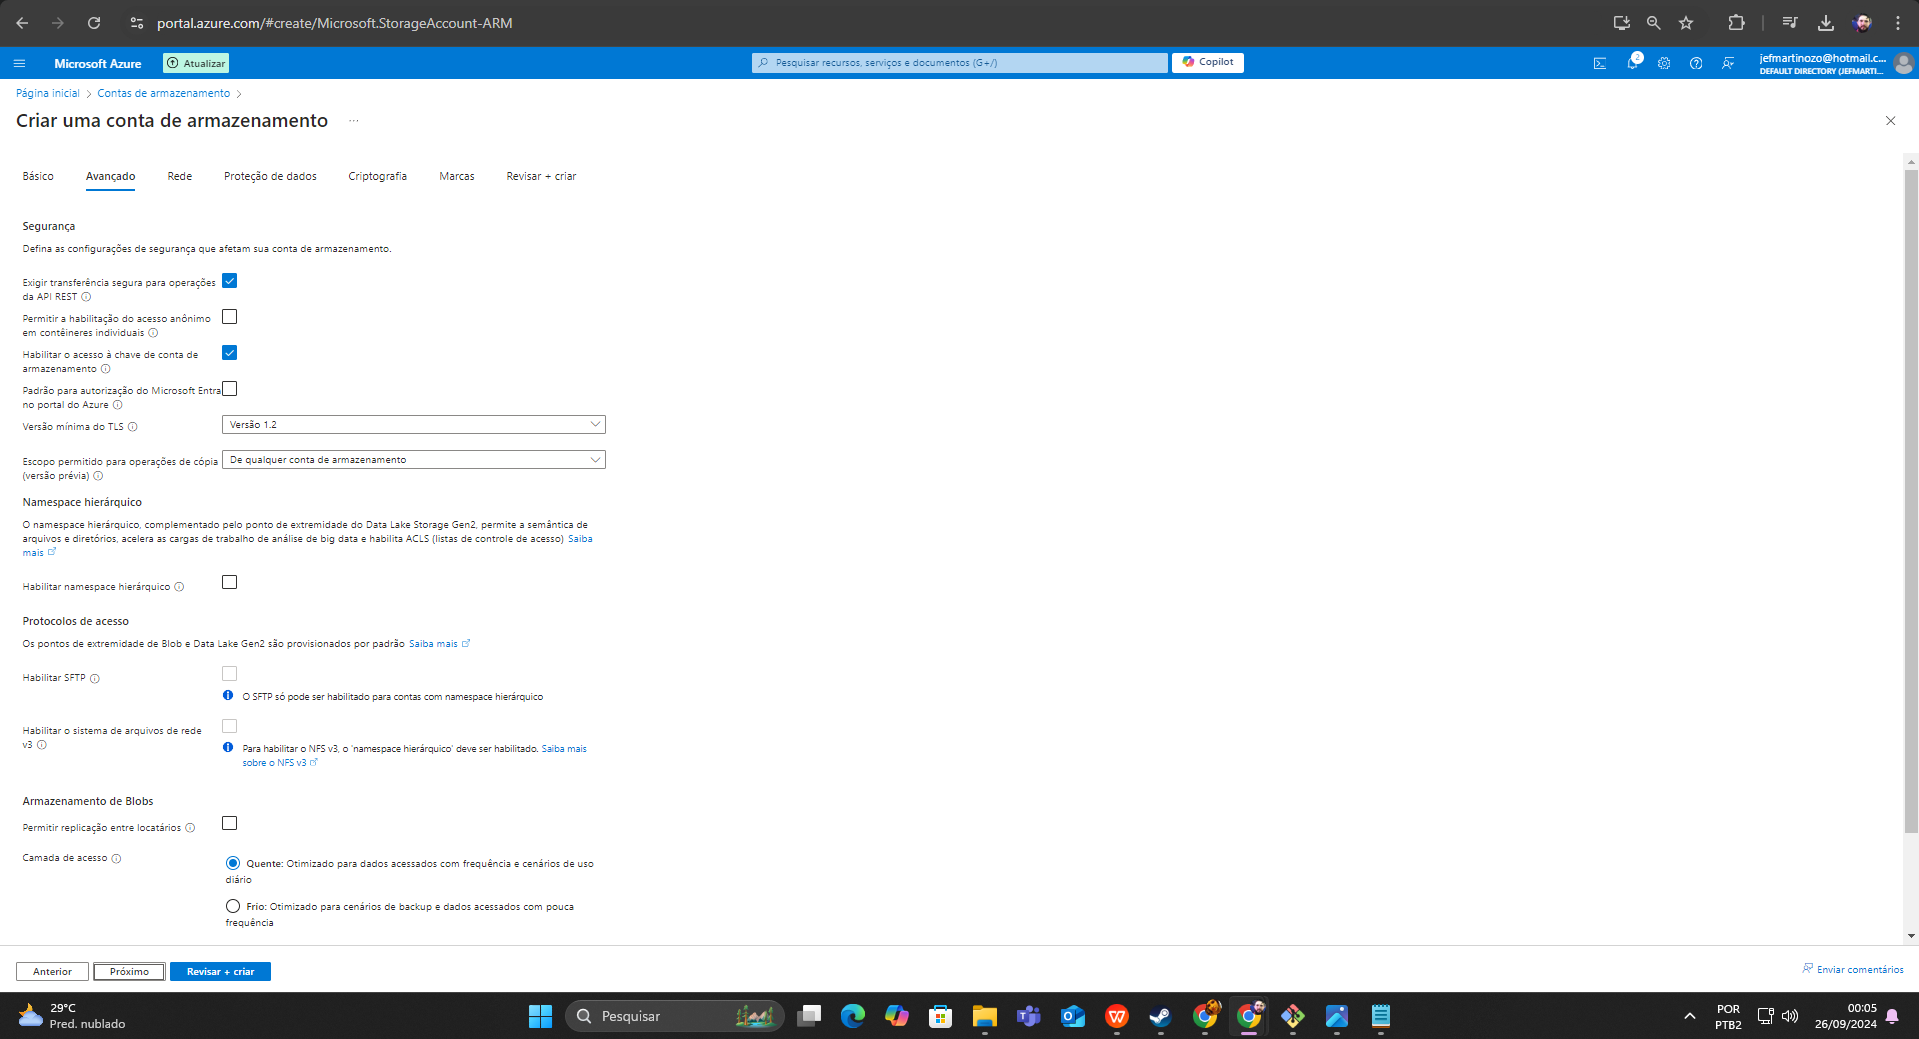 portal.azure.com/#create/Microsoft.StorageAccount-ARM
Microsoft Azure
Atualizar
Pesquisar recursos, serviços e documentos (G+/)
Copilot
2
jefmartinozo@hotmail.c...
DEFAULT DIRECTORY (JEFMARTI...
Página inicial > Contas de armazenamento >
Criar uma conta de armazenamento ...
Básico
Avançado
Rede
Proteção de dados
Criptografia
Marcas
Revisar + criar
Segurança
Defina as configurações de segurança que afetam sua conta de armazenamento.
Exigir transferência segura para operações
da API REST
Permitir a habilitação do acesso anônimo
em contêineres individuais
Habilitar o acesso à chave de conta de
armazenamento
Padrão para autorização do Microsoft Entra
no portal do Azure
Versão mínima do TLS
Versão 1.2
Escopo permitido para operações de cópia
(versão prévia)
De qualquer conta de armazenamento
Namespace hierárquico
O namespace hierárquico, complementado pelo ponto de extremidade do Data Lake Storage Gen2, permite a semântica de
arquivos e diretórios, acelera as cargas de trabalho de análise de big data e habilita ACLS (listas de controle de acesso) Saiba
mais
Habilitar namespace hierárquico
Protocolos de acesso
Os pontos de extremidade de Blob e Data Lake Gen2 são provisionados por padrão Saiba mais
Habilitar SFTP
O SFTP só pode ser habilitado para contas com namespace hierárquico
Habilitar o sistema de arquivos de rede
v3
Para habilitar o NFS v3, o 'namespace hierárquico' deve ser habilitado. Saiba mais
sobre o NFS v3
Armazenamento de Blobs
Permitir replicação entre locatários
Camada de acesso
Quente: Otimizado para dados acessados com frequência e cenários de uso
diário
Frio: Otimizado para cenários de backup e dados acessados com pouca
frequência
Anterior
Próximo
Revisar + criar
Enviar comentários
29°C
Pred. nublado
Pesquisar
POR
PTB2
00:05
26/09/2024